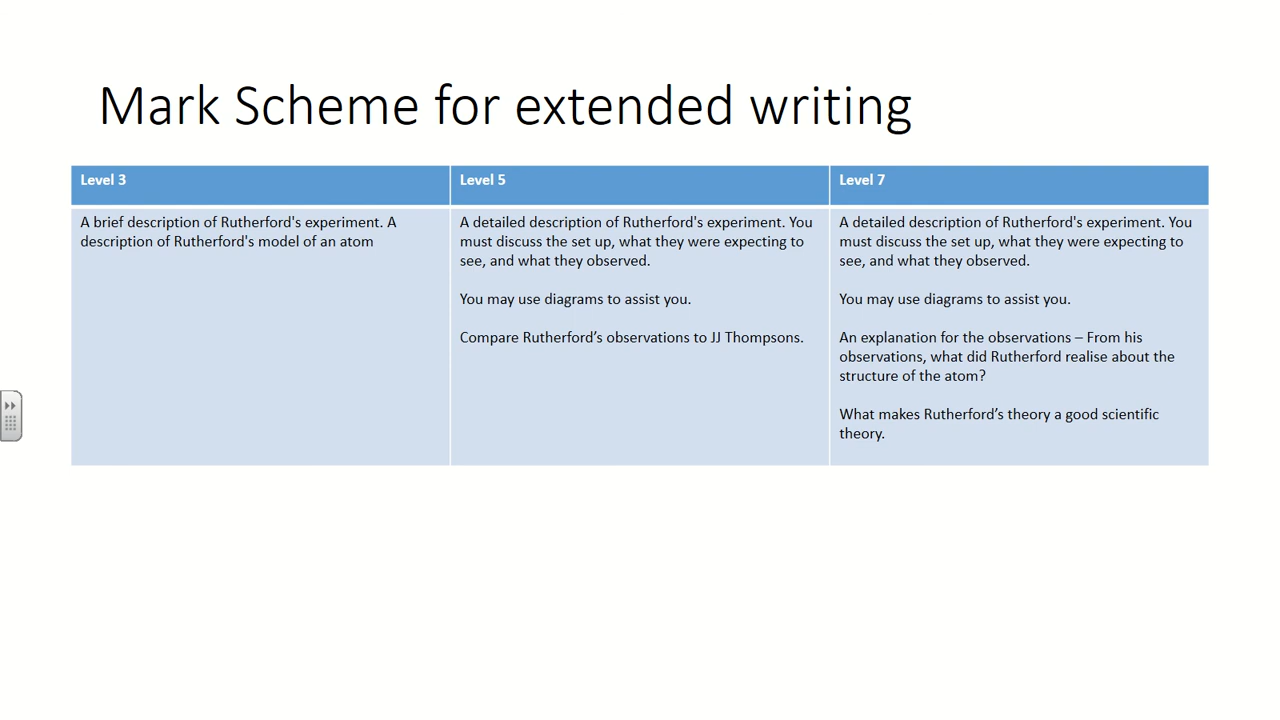 Mark Scheme for extended writing
Level 3
Level 5
Level 7
A brief description of Rutherford's experiment. A
description of Rutherford's model of an atom
A detailed description of Rutherford's experiment. You
must discuss the set up, what they were expecting to
see, and what they observed.
You may use diagrams to assist you.
Compare Rutherford’s observations to JJ Thompsons.
A detailed description of Rutherford's experiment. You
must discuss the set up, what they were expecting to
see, and what they observed.
You may use diagrams to assist you.
An explanation for the observations – From his
observations, what did Rutherford realise about the
structure of the atom?
What makes Rutherford’s theory a good scientific
theory.